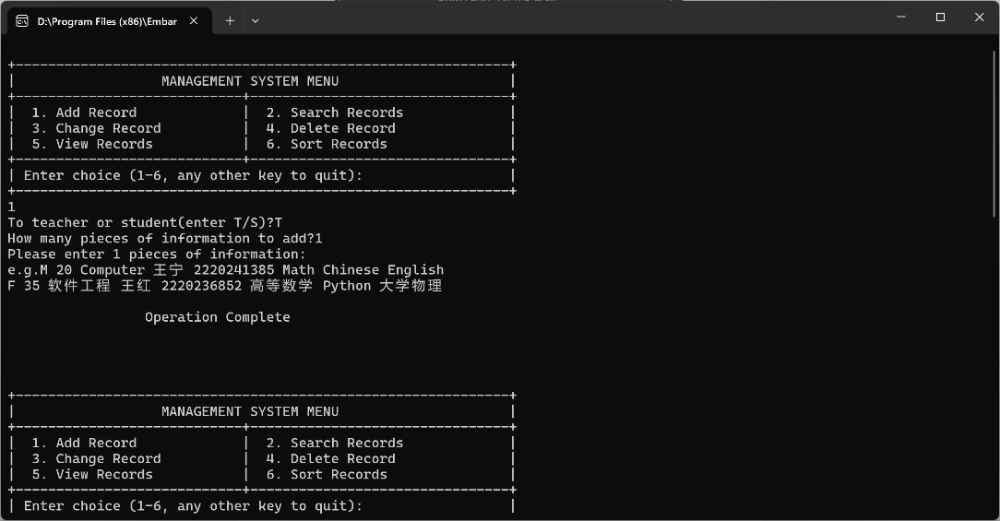 D:\Program Files (x86)\Embar
+-------------------------------------------------------------+
|                   MANAGEMENT SYSTEM MENU                     |
+----------------------------+--------------------------------+
|  1. Add Record             |  2. Search Records             |
|  3. Change Record          |  4. Delete Record              |
|  5. View Records           |  6. Sort Records               |
+----------------------------+--------------------------------+
| Enter choice (1-6, any other key to quit):                  |
+-------------------------------------------------------------+
1
To teacher or student(enter T/S)?T
How many pieces of information to add?1
Please enter 1 pieces of information:
e.g.M 20 Computer 王宁 2220241385 Math Chinese English
F 35 软件工程 王红 2220236852 高等数学 Python 大学物理
Operation Complete
+-------------------------------------------------------------+
|                   MANAGEMENT SYSTEM MENU                     |
+----------------------------+--------------------------------+
|  1. Add Record             |  2. Search Records             |
|  3. Change Record          |  4. Delete Record              |
|  5. View Records           |  6. Sort Records               |
+----------------------------+--------------------------------+
| Enter choice (1-6, any other key to quit):                  |